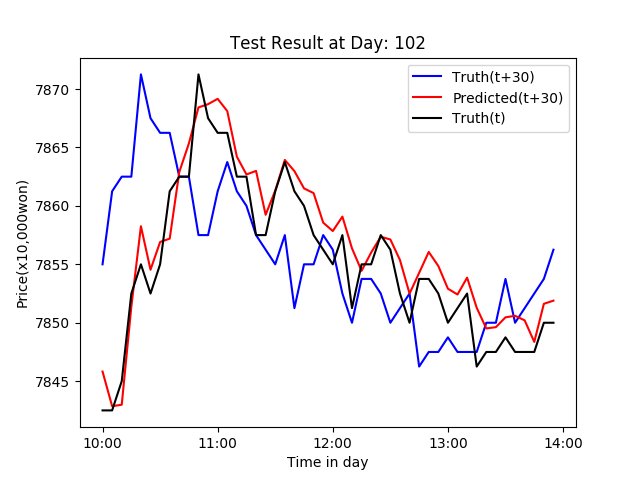 Test Result at Day: 102
Truth(t+30)
Predicted(t+30)
Truth(t)
Price(x10,000won)
7870
7865
7860
7855
7850
7845
10:00 11:00 12:00 13:00 14:00
Time in day